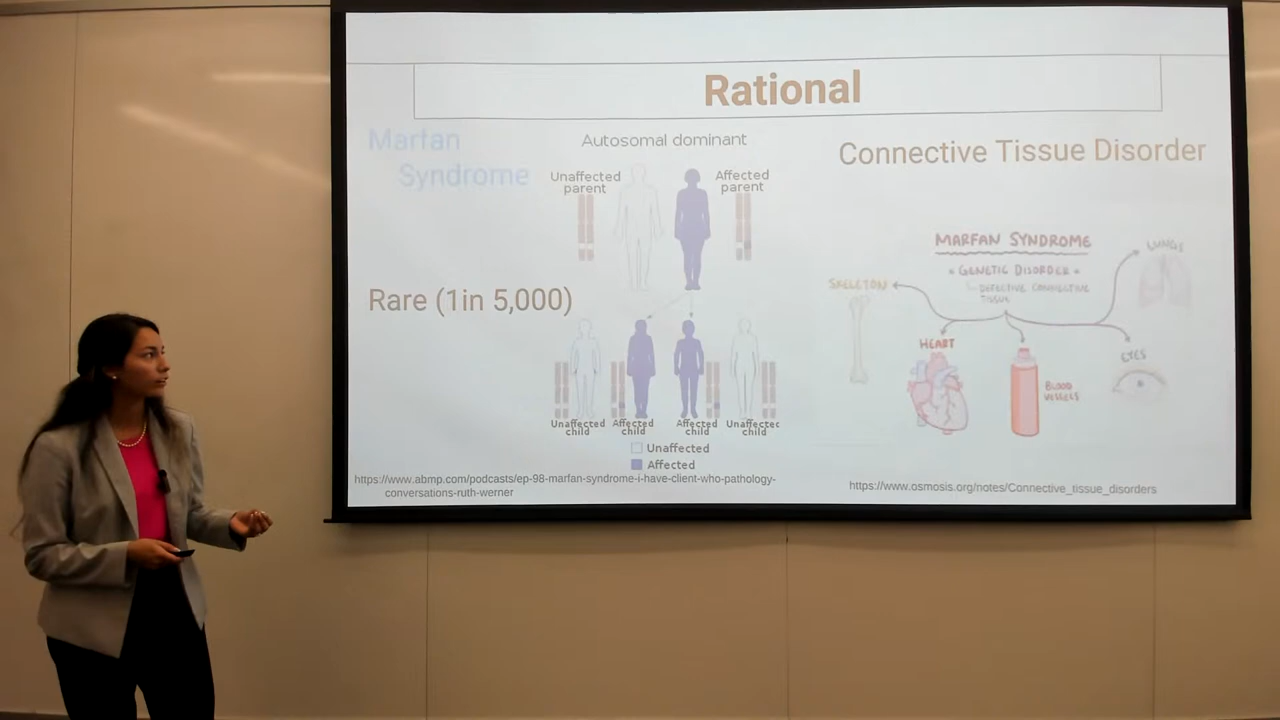 Rational
Marfan
Syndrome
Rare (1in 5,000)
Autosomal dominant
Unaffected
parent
Affected
parent
Unaffected
child
Affected
child
Affected
child
Unaffectec
child
Unaffected
Affected
https://www.abmp.com/podcasts/ep-98-marfan-syndrome-i-have-client-who-pathology-
conversations-ruth-werner
Connective Tissue Disorder
MARFAN SYNDROME
• GENETIC DISORDER •
DEFECTIVE CONNECTIVE
TISSUE
SKELETON
LUNGS
HEART
BLOOD
VESSELS
EYES
https://www.osmosis.org/notes/Connective_tissue_disorders